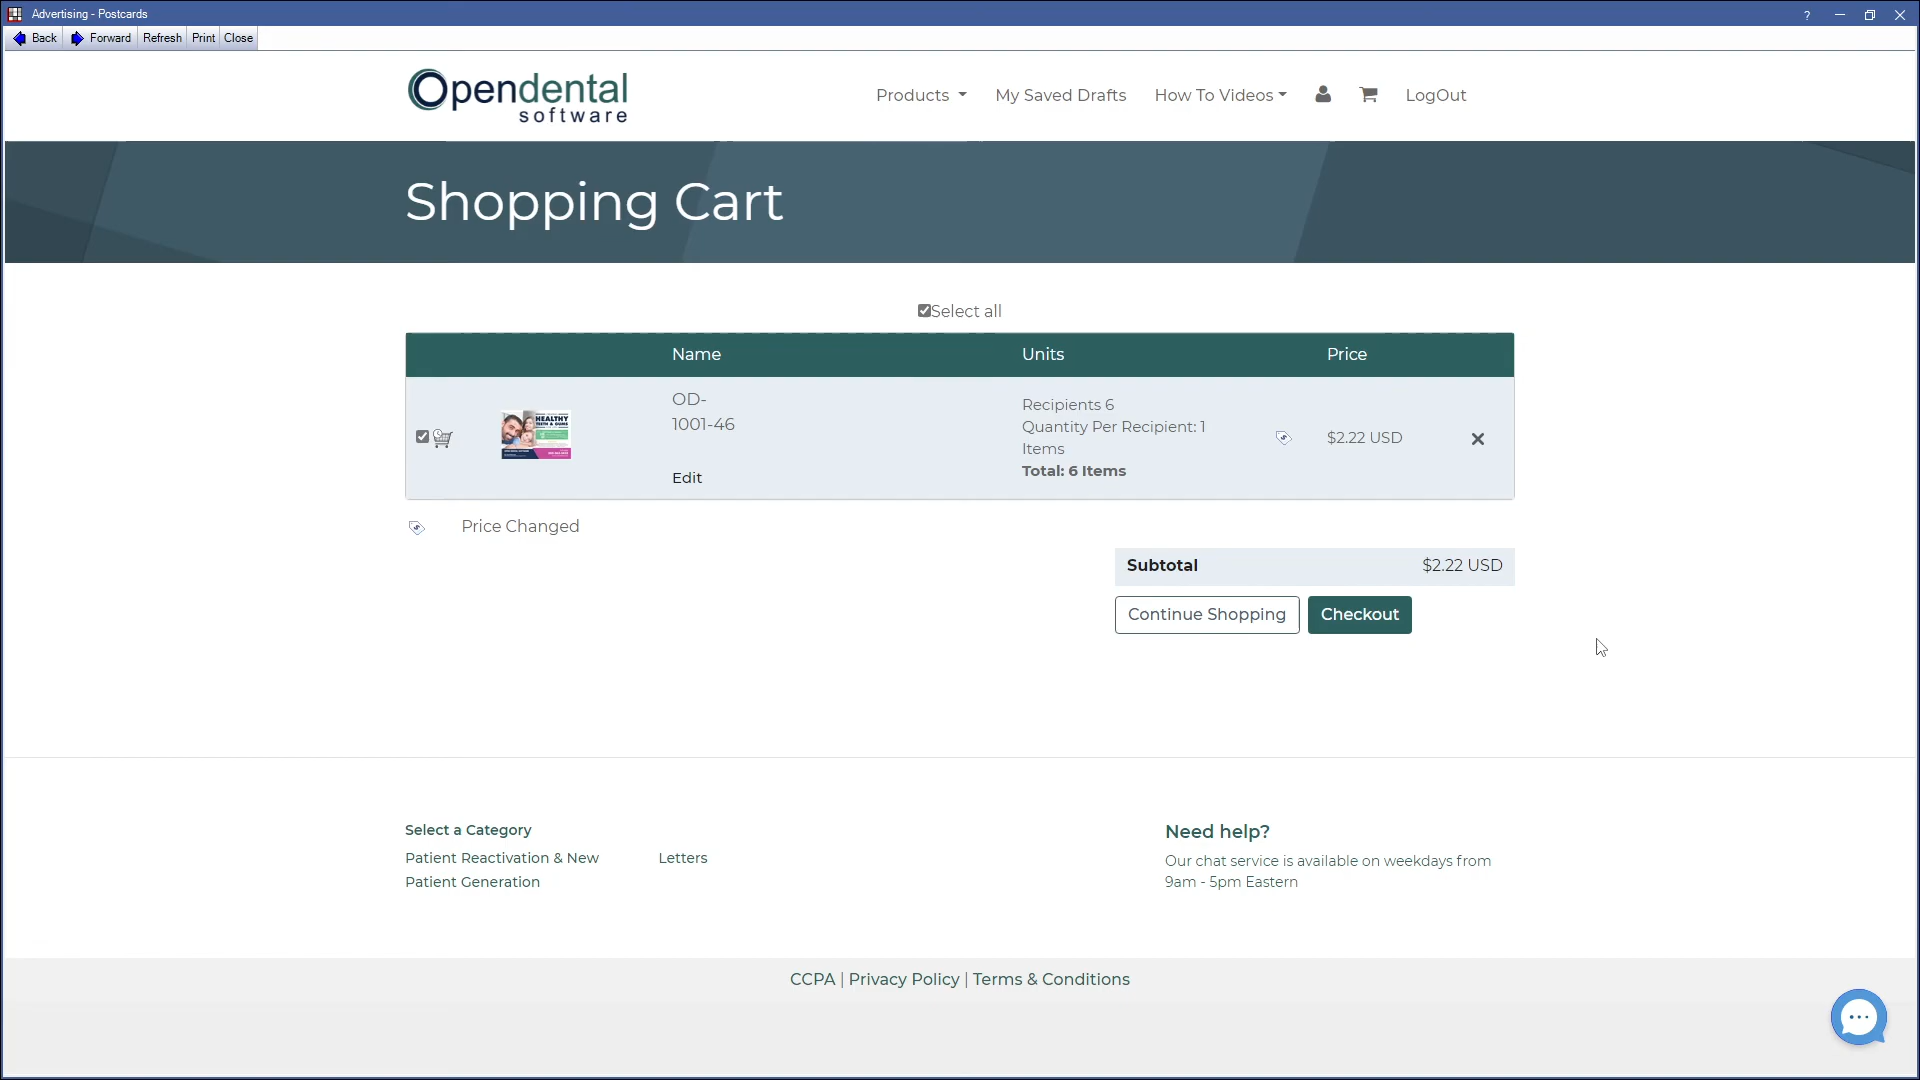 Advertising - Postcards
?
Back
Forward
Refresh
Print
Close
Opendental
software
Products
My Saved Drafts
How To Videos
LogOut
Shopping Cart
Select all
Name
Units
Price
OD-
1001-46
Edit
HEALTHY
TEETH & GUMS
Recipients 6
Quantity Per Recipient: 1
Items
Total: 6 Items
$2.22 USD
Price Changed
Subtotal
$2.22 USD
Continue Shopping
Checkout
Select a Category
Patient Reactivation & New
Patient Generation
Letters
Need help?
Our chat service is available on weekdays from
9am - 5pm Eastern
CCPA | Privacy Policy | Terms & Conditions